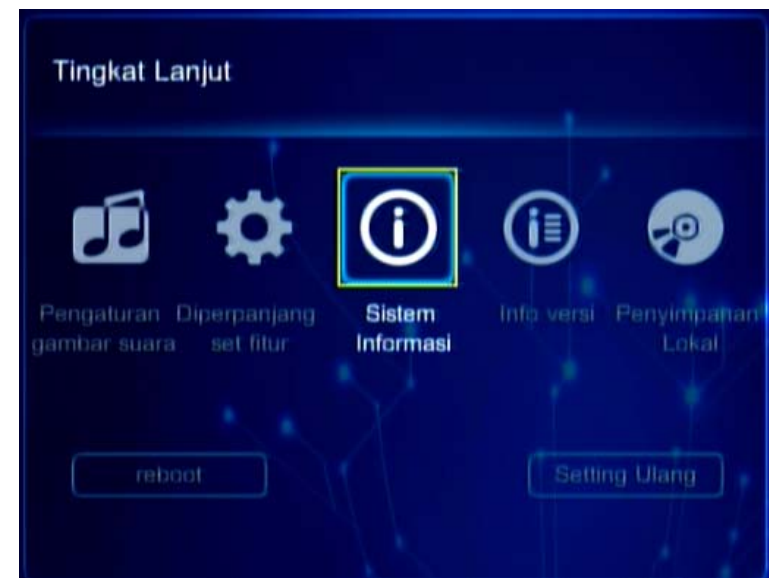 Tingkat Lanjut
Pengaturan gambar suara
Diperpanjang set fitur
Sistem Informasi
Info versi
Penyimpanan Lokal
reboot
Setting Ulang